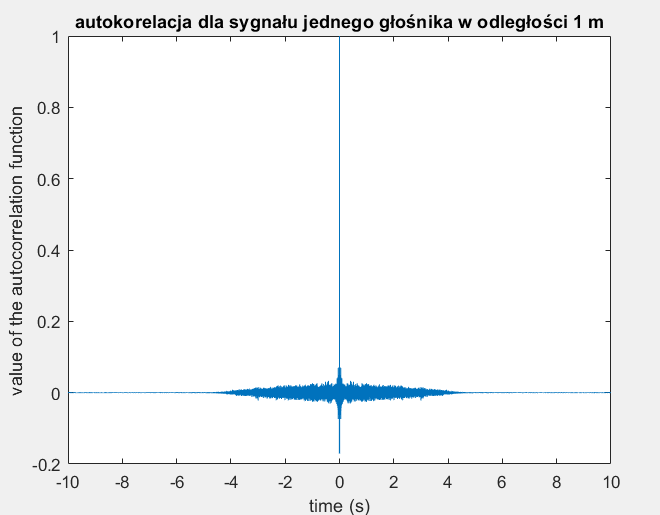 autokorelacja dla sygnału jednego głośnika w odległości 1 m
1
0.8
0.6
0.4
0.2
0
-0.2
value of the autocorrelation function
-10 -8 -6 -4 -2 0 2 4 6 8 10
time (s)